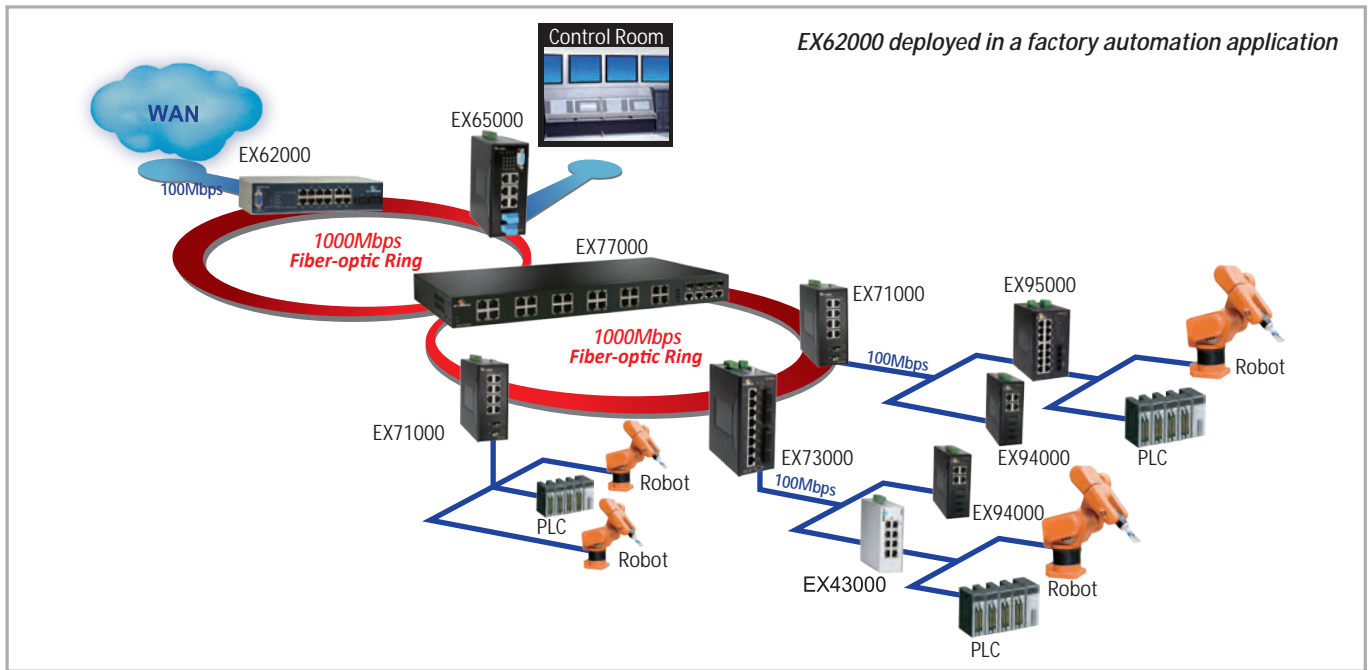 EX62000 deployed in a factory automation application
Control Room
WAN
EX65000
EX62000
100Mbps
1000Mbps
Fiber-optic Ring
EX77000
EX71000
EX95000
1000Mbps
Fiber-optic Ring
100Mbps
Robot
EX71000
EX73000
EX94000
PLC
100Mbps
Robot
EX94000
PLC
Robot
EX43000
Robot
PLC